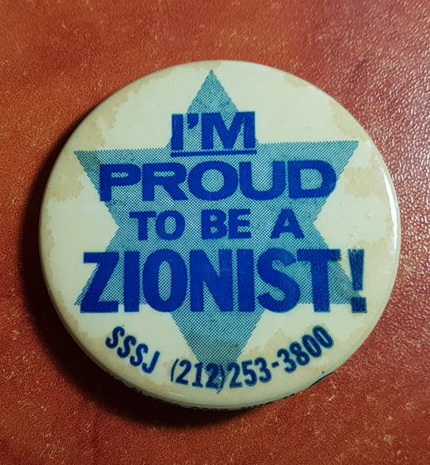 I'M
PROUD
TO BE A
ZIONIST!
SSSJ (212)253-3800